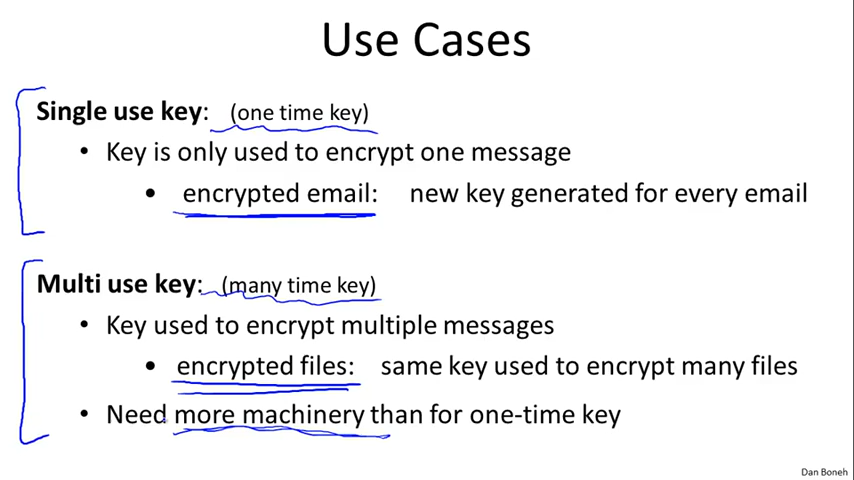 Use Cases
Single use key: (one time key)
• Key is only used to encrypt one message
• encrypted email: new key generated for every email
Multi use key: (many time key)
• Key used to encrypt multiple messages
• encrypted files: same key used to encrypt many files
• Need more machinery than for one-time key
Dan Boneh